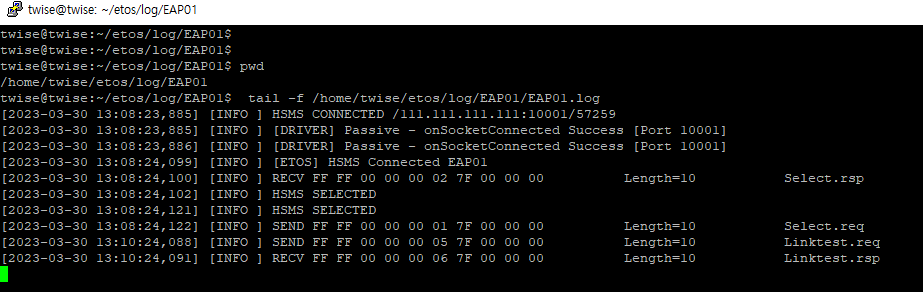 twise@twise: ~/etos/log/EAP01
twise@twise:~/etos/log/EAP01$
twise@twise:~/etos/log/EAP01$
twise@twise:~/etos/log/EAP01$ pwd
/home/twise/etos/log/EAP01
twise@twise:~/etos/log/EAP01$  tail -f /home/twise/etos/log/EAP01/EAP01.log
[2023-03-30 13:08:23,885] [INFO ] HSMS CONNECTED /111.111.111.111:10001/57259
[2023-03-30 13:08:23,885] [INFO ] [DRIVER] Passive - onSocketConnected Success [Port 10001]
[2023-03-30 13:08:23,886] [INFO ] [DRIVER] Passive - onSocketConnected Success [Port 10001]
[2023-03-30 13:08:24,099] [INFO ] [ETOS] HSMS Connected EAP01
[2023-03-30 13:08:24,100] [INFO ] RECV FF FF 00 00 00 02 7F 00 00 00          Length=10           Select.rsp
[2023-03-30 13:08:24,102] [INFO ] HSMS SELECTED
[2023-03-30 13:08:24,121] [INFO ] HSMS SELECTED
[2023-03-30 13:08:24,122] [INFO ] SEND FF FF 00 00 00 01 7F 00 00 00          Length=10           Select.req
[2023-03-30 13:10:24,088] [INFO ] SEND FF FF 00 00 00 05 7F 00 00 00          Length=10           Linktest.req
[2023-03-30 13:10:24,091] [INFO ] RECV FF FF 00 00 00 06 7F 00 00 00          Length=10           Linktest.rsp